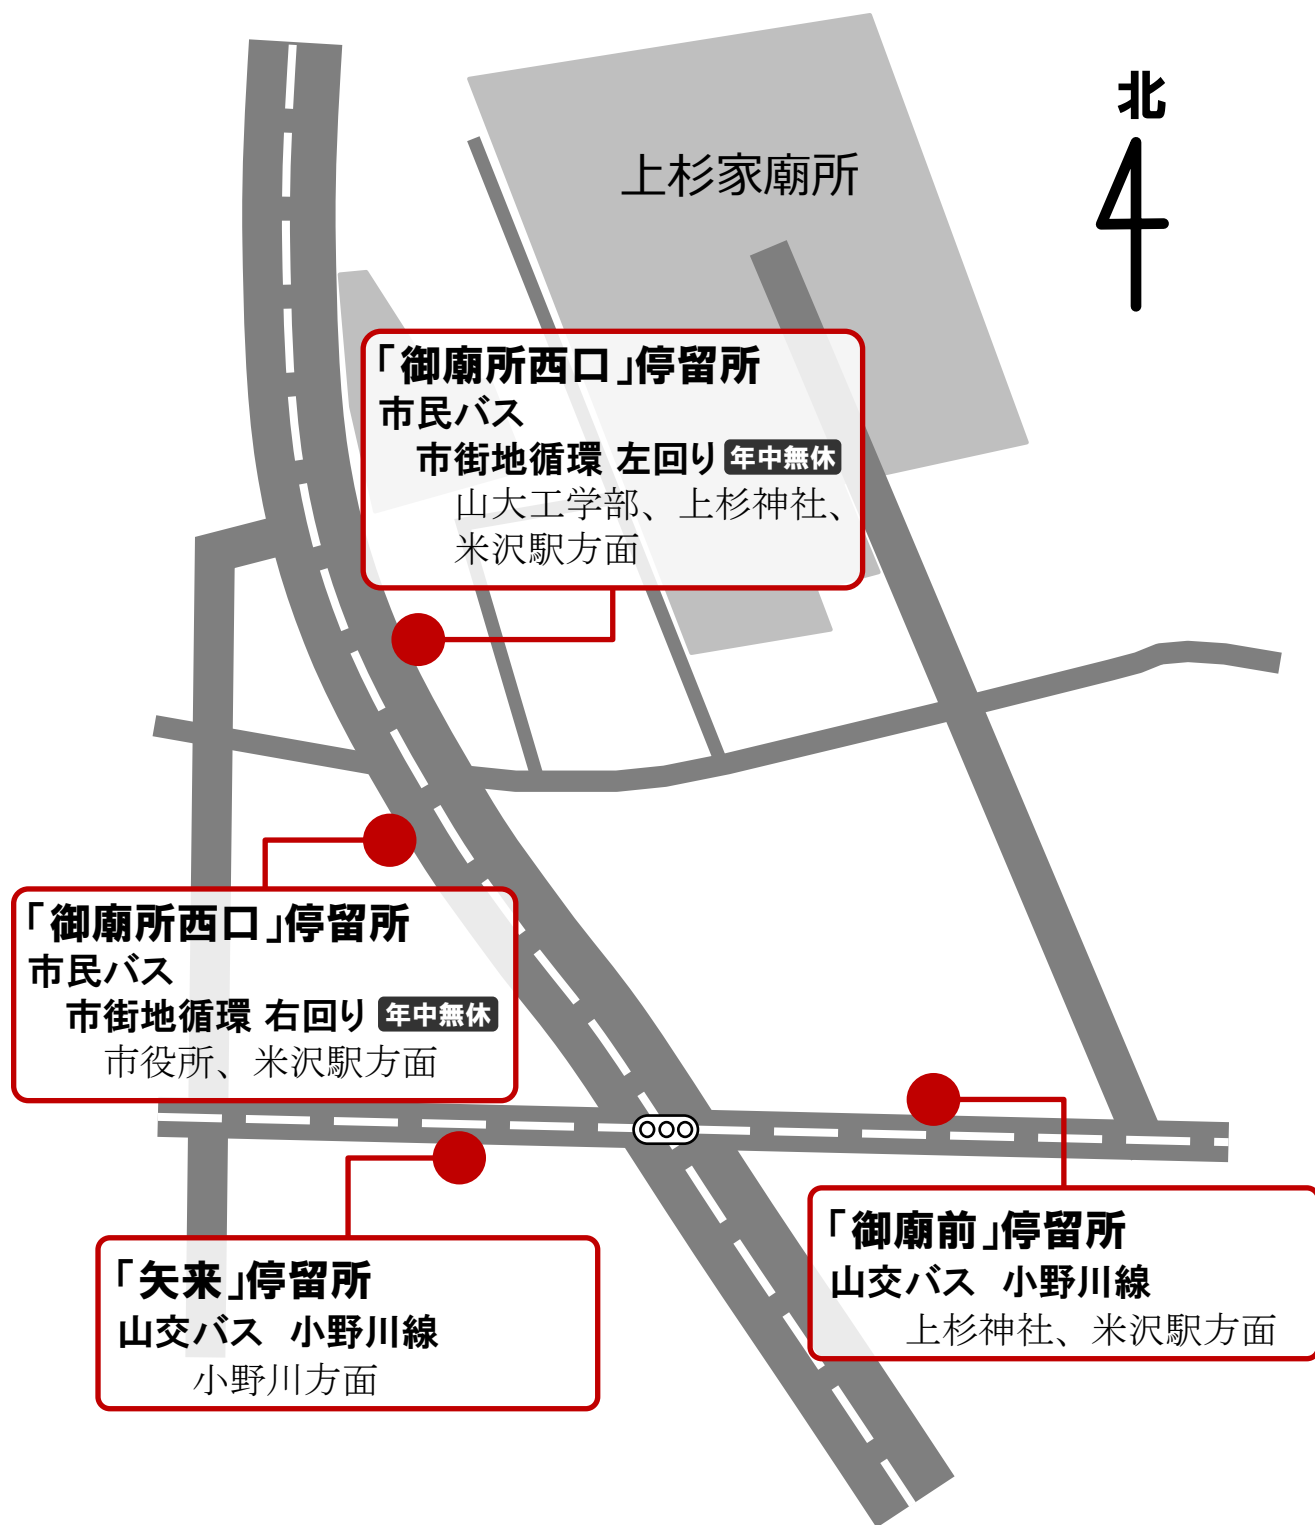 北
上杉家廟所
「御廟所西口」停留所
市民バス
市街地循環 左回り 年中無休
山大工学部、上杉神社、
米沢駅方面
「御廟所西口」停留所
市民バス
市街地循環 右回り 年中無休
市役所、米沢駅方面
「矢来」停留所
山交バス 小野川線
小野川方面
「御廟前」停留所
山交バス 小野川線
上杉神社、米沢駅方面